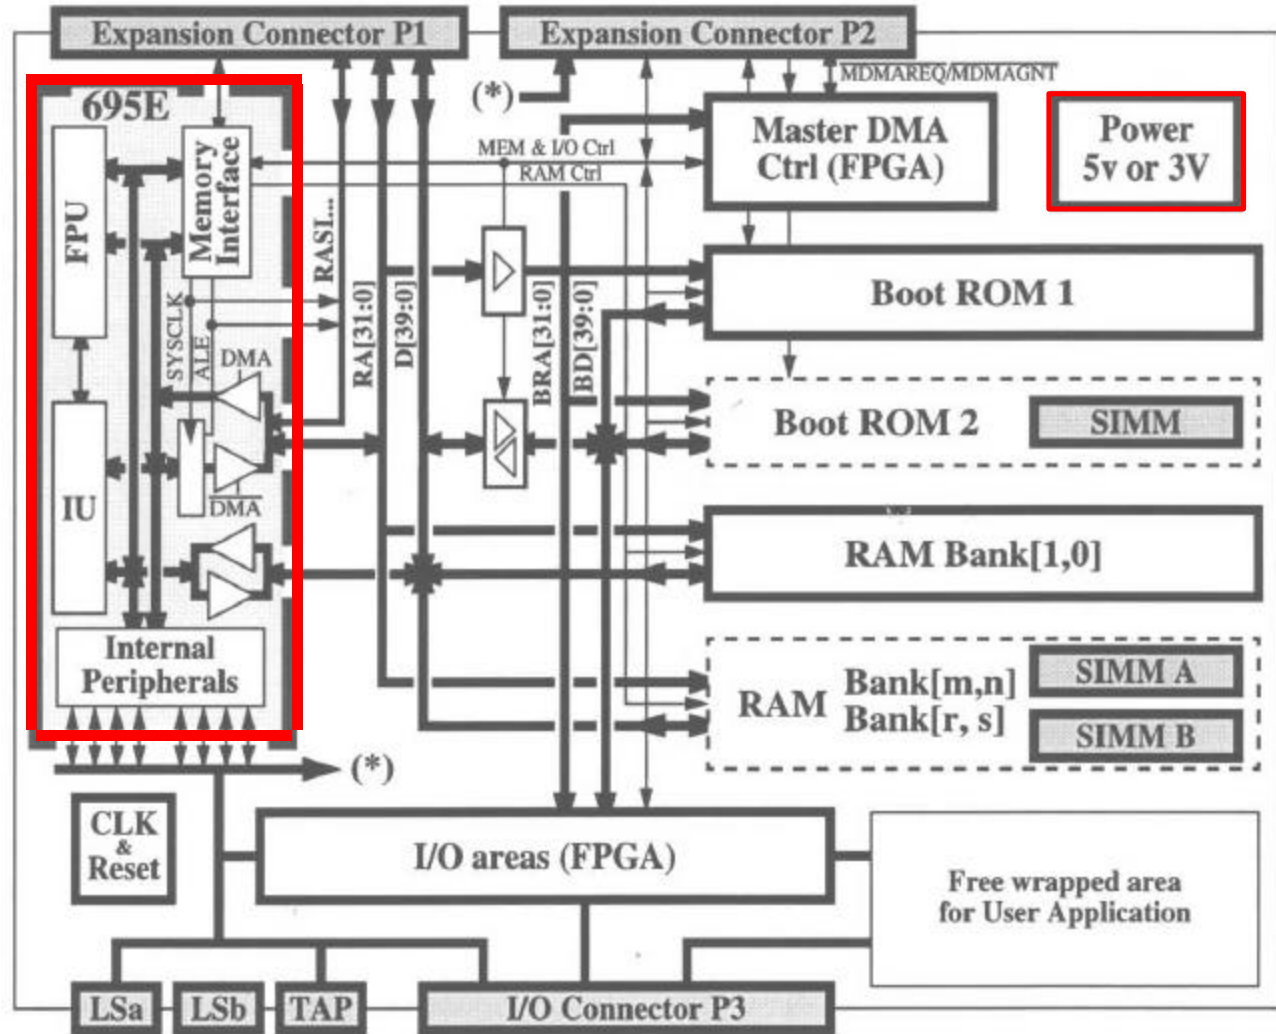 Expansion Connector P1
Expansion Connector P2
MDMAREQ/MDMAGNT
(*)
695E
Master DMA
Ctrl (FPGA)
Power
5v or 3V
MEM & I/O Ctrl
RAM Ctrl
FPU
Memory
Interface
RASI...
RA[31:0]
D[39:0]
BRA[31:0]
BD[39:0]
Boot ROM 1
SYSCLK
ALE
DMA
Boot ROM 2
SIMM
IU
DMA
RAM Bank[1,0]
Internal
Peripherals
RAM
Bank[m,n]
Bank[r, s]
SIMM A
SIMM B
(*)
CLK
&
Reset
I/O areas (FPGA)
Free wrapped area
for User Application
LSa
LSb
TAP
I/O Connector P3